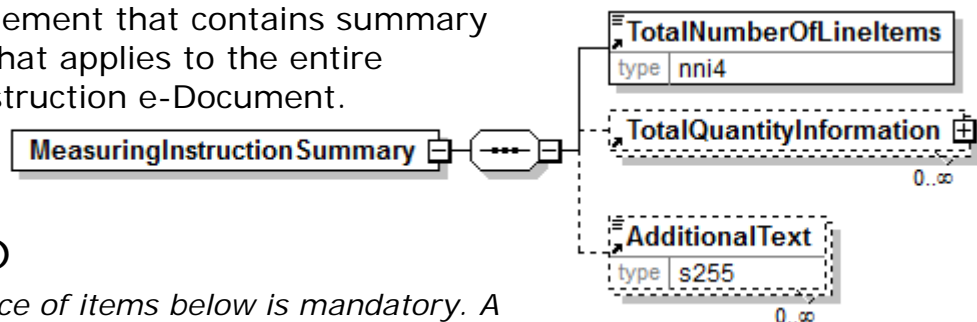 ement that contains summary
hat applies to the entire
struction e-Document.
MeasuringInstructionSummary
TotalNumberOfLineItems
type nni4
TotalQuantityInformation
0..∞
AdditionalText
type s255
0..∞
ce of items below is mandatory. A